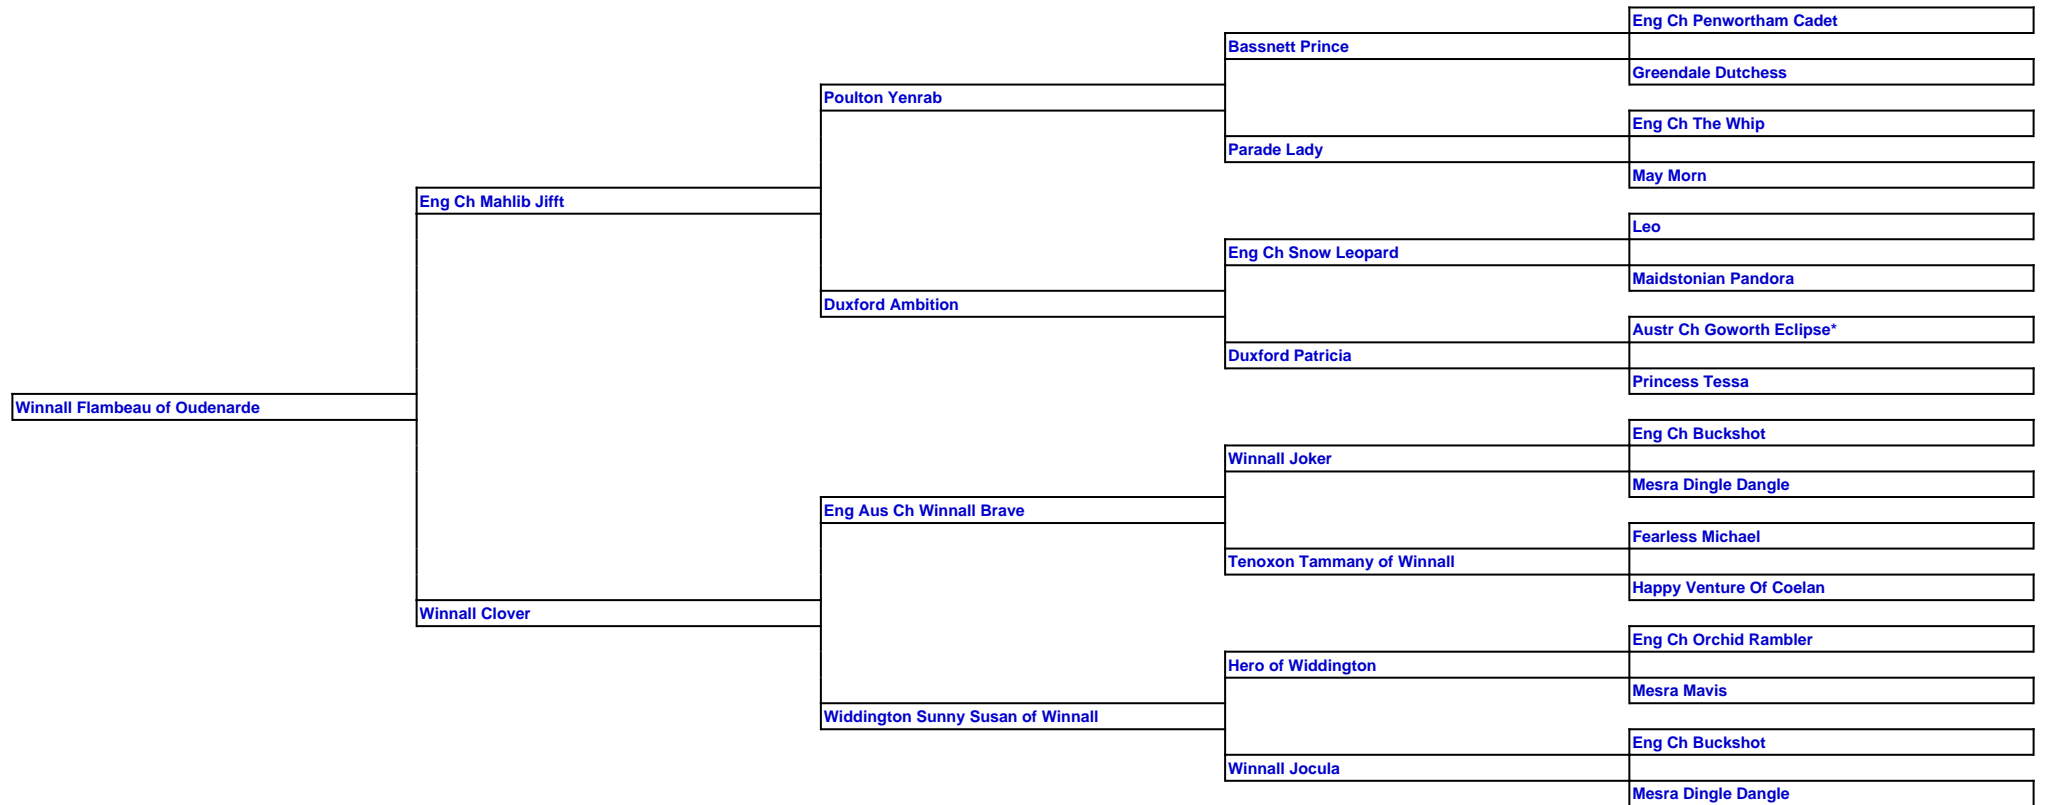 Eng Ch Penwortham Cadet
Bassnett Prince
Greendale Dutchess
Poulton Yenrab
Eng Ch The Whip
Parade Lady
May Morn
Eng Ch Mahlib Jifft
Leo
Eng Ch Snow Leopard
Maidstonian Pandora
Duxford Ambition
Austr Ch Goworth Eclipse*
Duxford Patricia
Princess Tessa
Winnall Flambeau of Oudenarde
Eng Ch Buckshot
Winnall Joker
Mesra Dingle Dangle
Eng Aus Ch Winnall Brave
Fearless Michael
Tenoxon Tammany of Winnall
Happy Venture Of Coelan
Winnall Clover
Eng Ch Orchid Rambler
Hero of Widdington
Mesra Mavis
Widdington Sunny Susan of Winnall
Eng Ch Buckshot
Winnall Jocula
Mesra Dingle Dangle